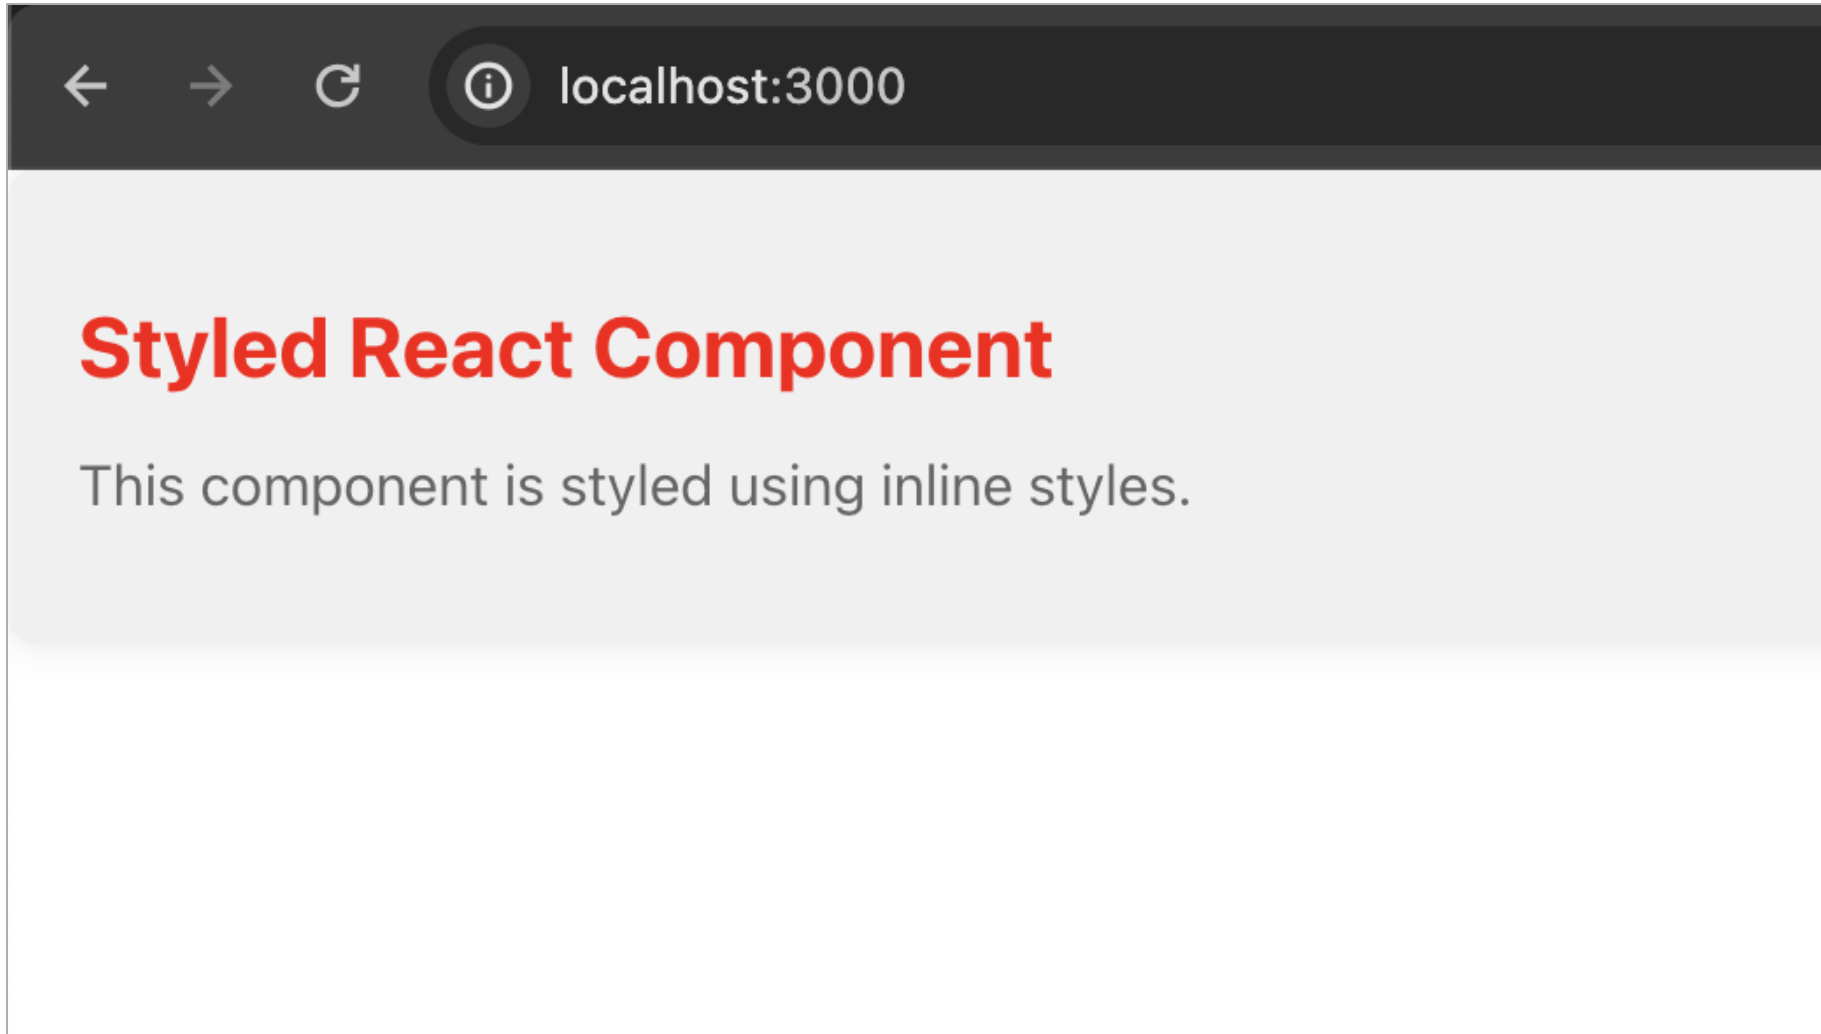 localhost:3000
Styled React Component
This component is styled using inline styles.